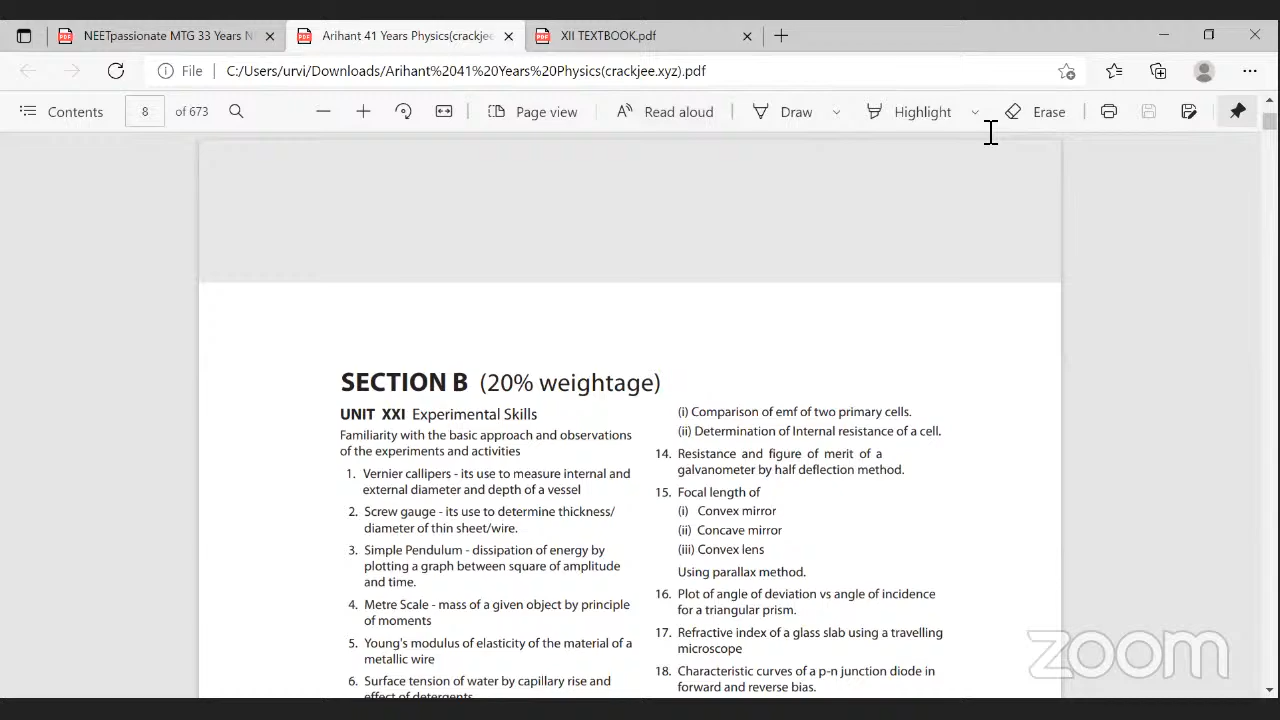 NEETpassionate MTG 33 Years N
Arihant 41 Years Physics(crackjee
XII TEXTBOOK.pdf
File
C:/Users/urvi/Downloads/Arihant%2041%20Years%20Physics(crackjee.xyz).pdf
Contents
8
of 673
Page view
Read aloud
Draw
Highlight
Erase
SECTION B (20% weightage)
UNIT XXI Experimental Skills
Familiarity with the basic approach and observations
of the experiments and activities
1. Vernier callipers - its use to measure internal and
external diameter and depth of a vessel
2. Screw gauge - its use to determine thickness/
diameter of thin sheet/wire.
3. Simple Pendulum - dissipation of energy by
plotting a graph between square of amplitude
and time.
4. Metre Scale - mass of a given object by principle
of moments
5. Young's modulus of elasticity of the material of a
metallic wire
6. Surface tension of water by capillary rise and
effect of detergents
(i) Comparison of emf of two primary cells.
(ii) Determination of Internal resistance of a cell.
14. Resistance and figure of merit of a
galvanometer by half deflection method.
15. Focal length of
(i) Convex mirror
(ii) Concave mirror
(iii) Convex lens
Using parallax method.
16. Plot of angle of deviation vs angle of incidence
for a triangular prism.
17. Refractive index of a glass slab using a travelling
microscope
18. Characteristic curves of a p-n junction diode in
forward and reverse bias.
zoom